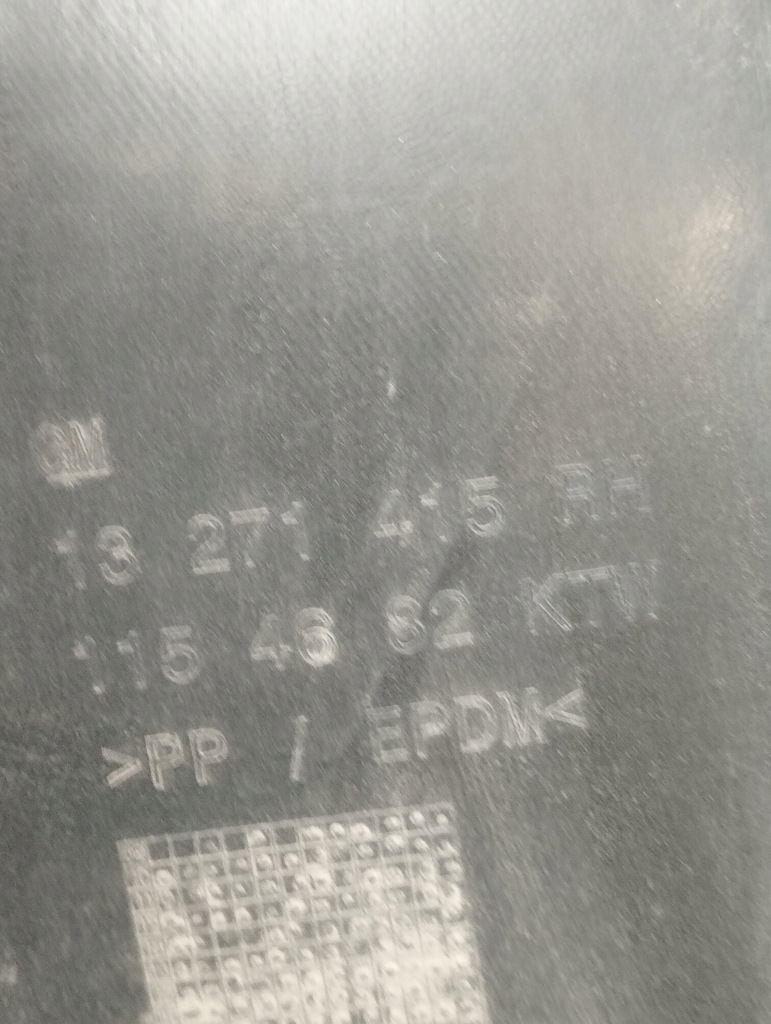 GM
13 271 415 RH
115 46 82 KTW
>PP / EPDM<